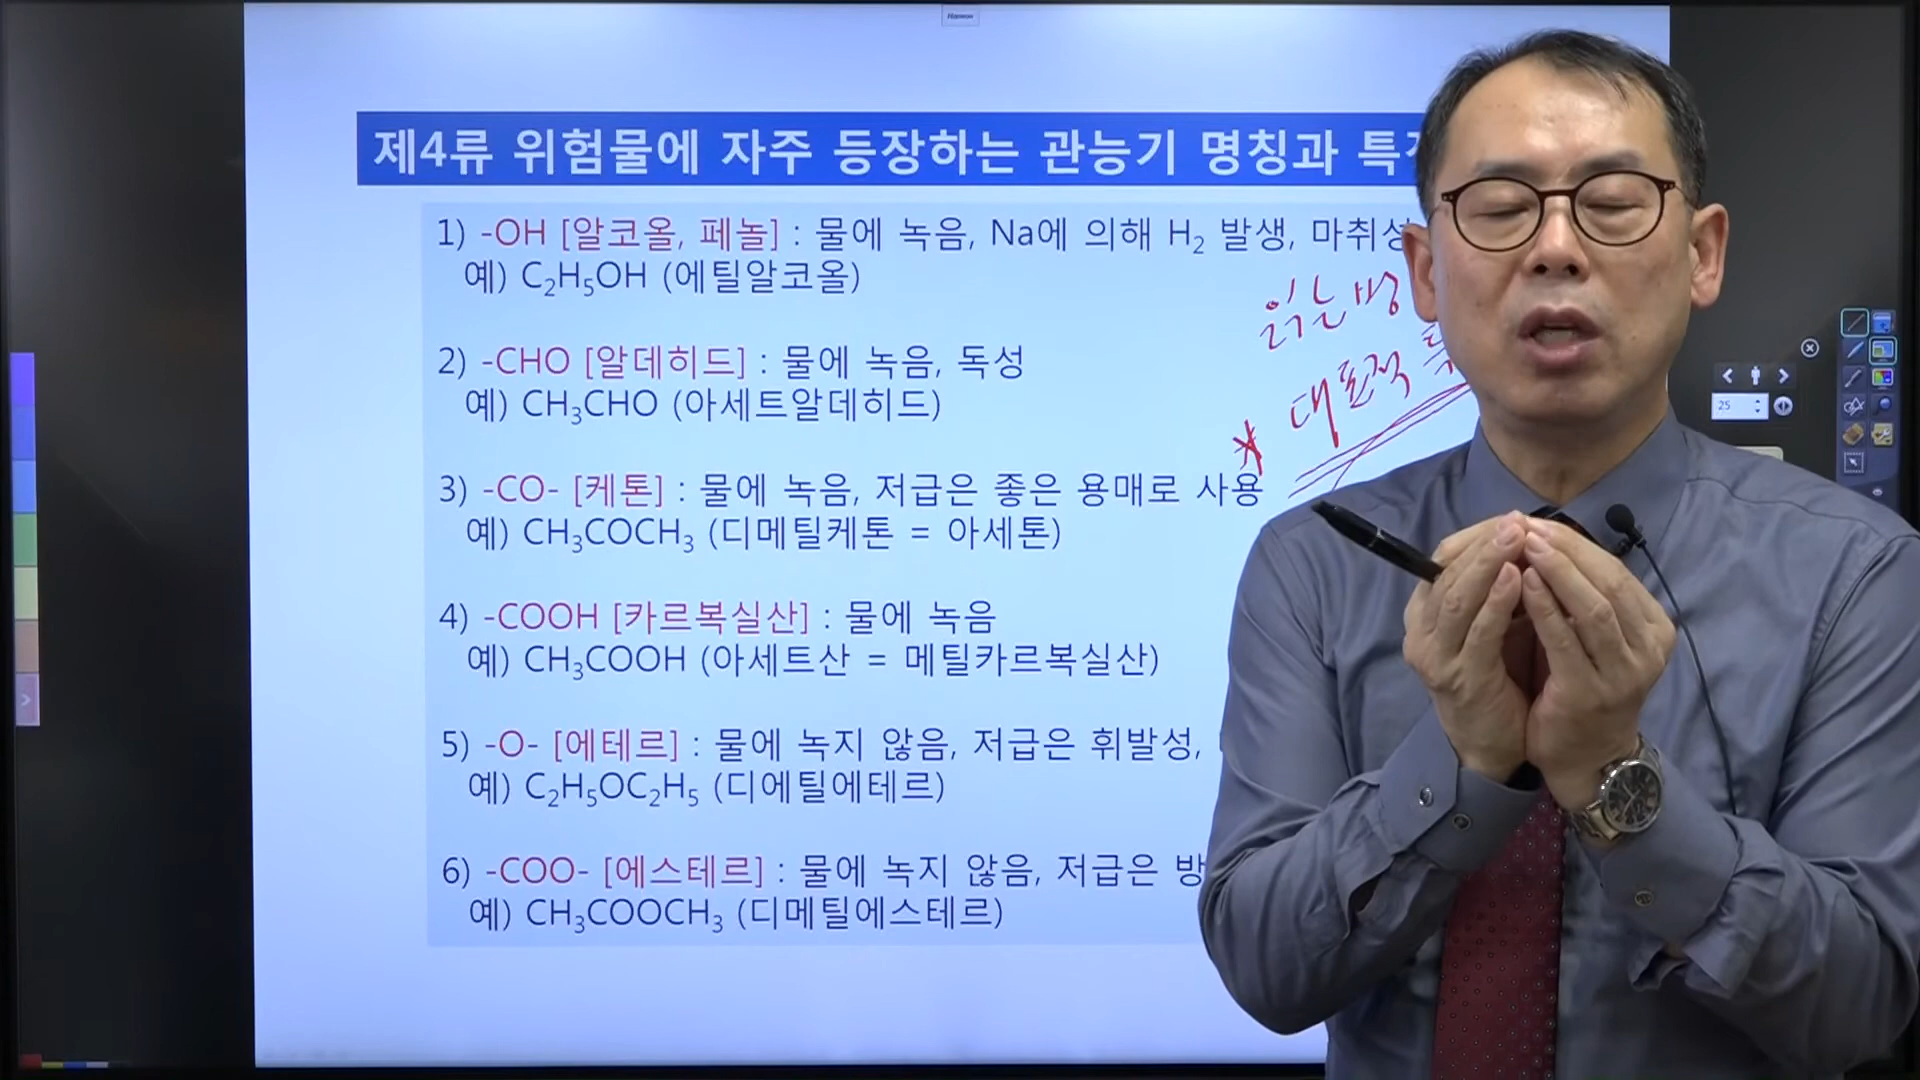 Hanwoo
제4류 위험물에 자주 등장하는 관능기 명칭과
1) -OH [알코올, 페놀] : 물에 녹음, Na에 의해 H₂ 발생, 마취성
예) C₂H₅OH (에틸알코올)
읽는
2) -CHO [알데히드] : 물에 녹음, 독성
예) CH₃CHO (아세트알데히드)
대표적
25
3) -CO- [케톤] : 물에 녹음, 저급은 좋은 용매로 사용
예) CH₃COCH₃ (디메틸케톤 = 아세톤)
4) -COOH [카르복실산] : 물에 녹음
예) CH₃COOH (아세트산 = 메틸카르복실산)
5) -O- [에테르] : 물에 녹지 않음, 저급은 휘발성,
예) C₂H₅OC₂H₅ (디에틸에테르)
6) -COO- [에스테르] : 물에 녹지 않음, 저급은 방
예) CH₃COOCH₃ (디메틸에스테르)